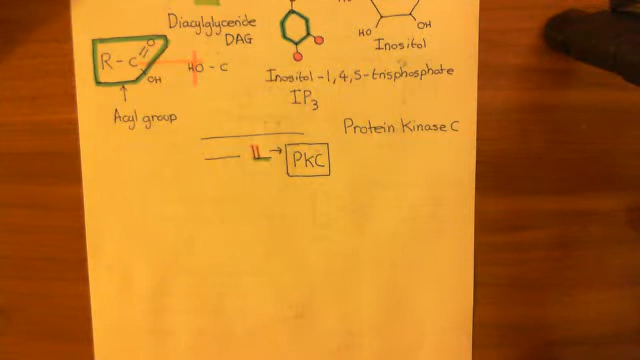 Diacylglyceride
DAG
R - C
O
OH
HO - C
Acyl group
HO
OH
Inositol
Inositol - 1, 4, 5 - trisphosphate
IP3
Protein Kinase C
PKC